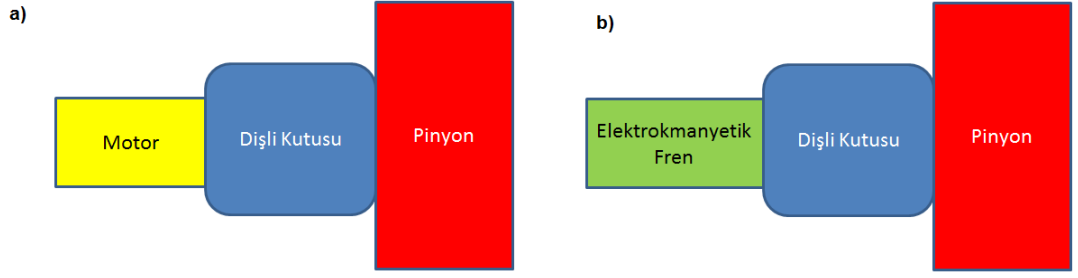 a)
Motor
Dişli Kutusu
Pinyon
b)
Elektrokmanyetik
Fren
Dişli Kutusu
Pinyon